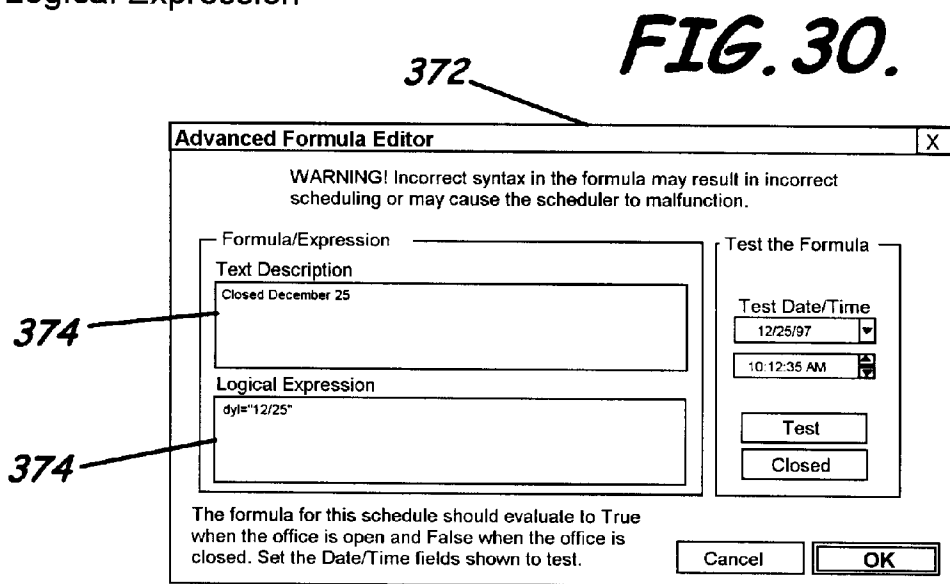 Logical Expression
FIG. 30.
372
Advanced Formula Editor X
WARNING! Incorrect syntax in the formula may result in incorrect
scheduling or may cause the scheduler to malfunction.
Formula/Expression
Text Description
Closed December 25
374
Logical Expression
dyl="12/25"
374
Test the Formula
Test Date/Time
12/25/97
10:12:35 AM
Test
Closed
The formula for this schedule should evaluate to True
when the office is open and False when the office is
closed. Set the Date/Time fields shown to test.
Cancel
OK